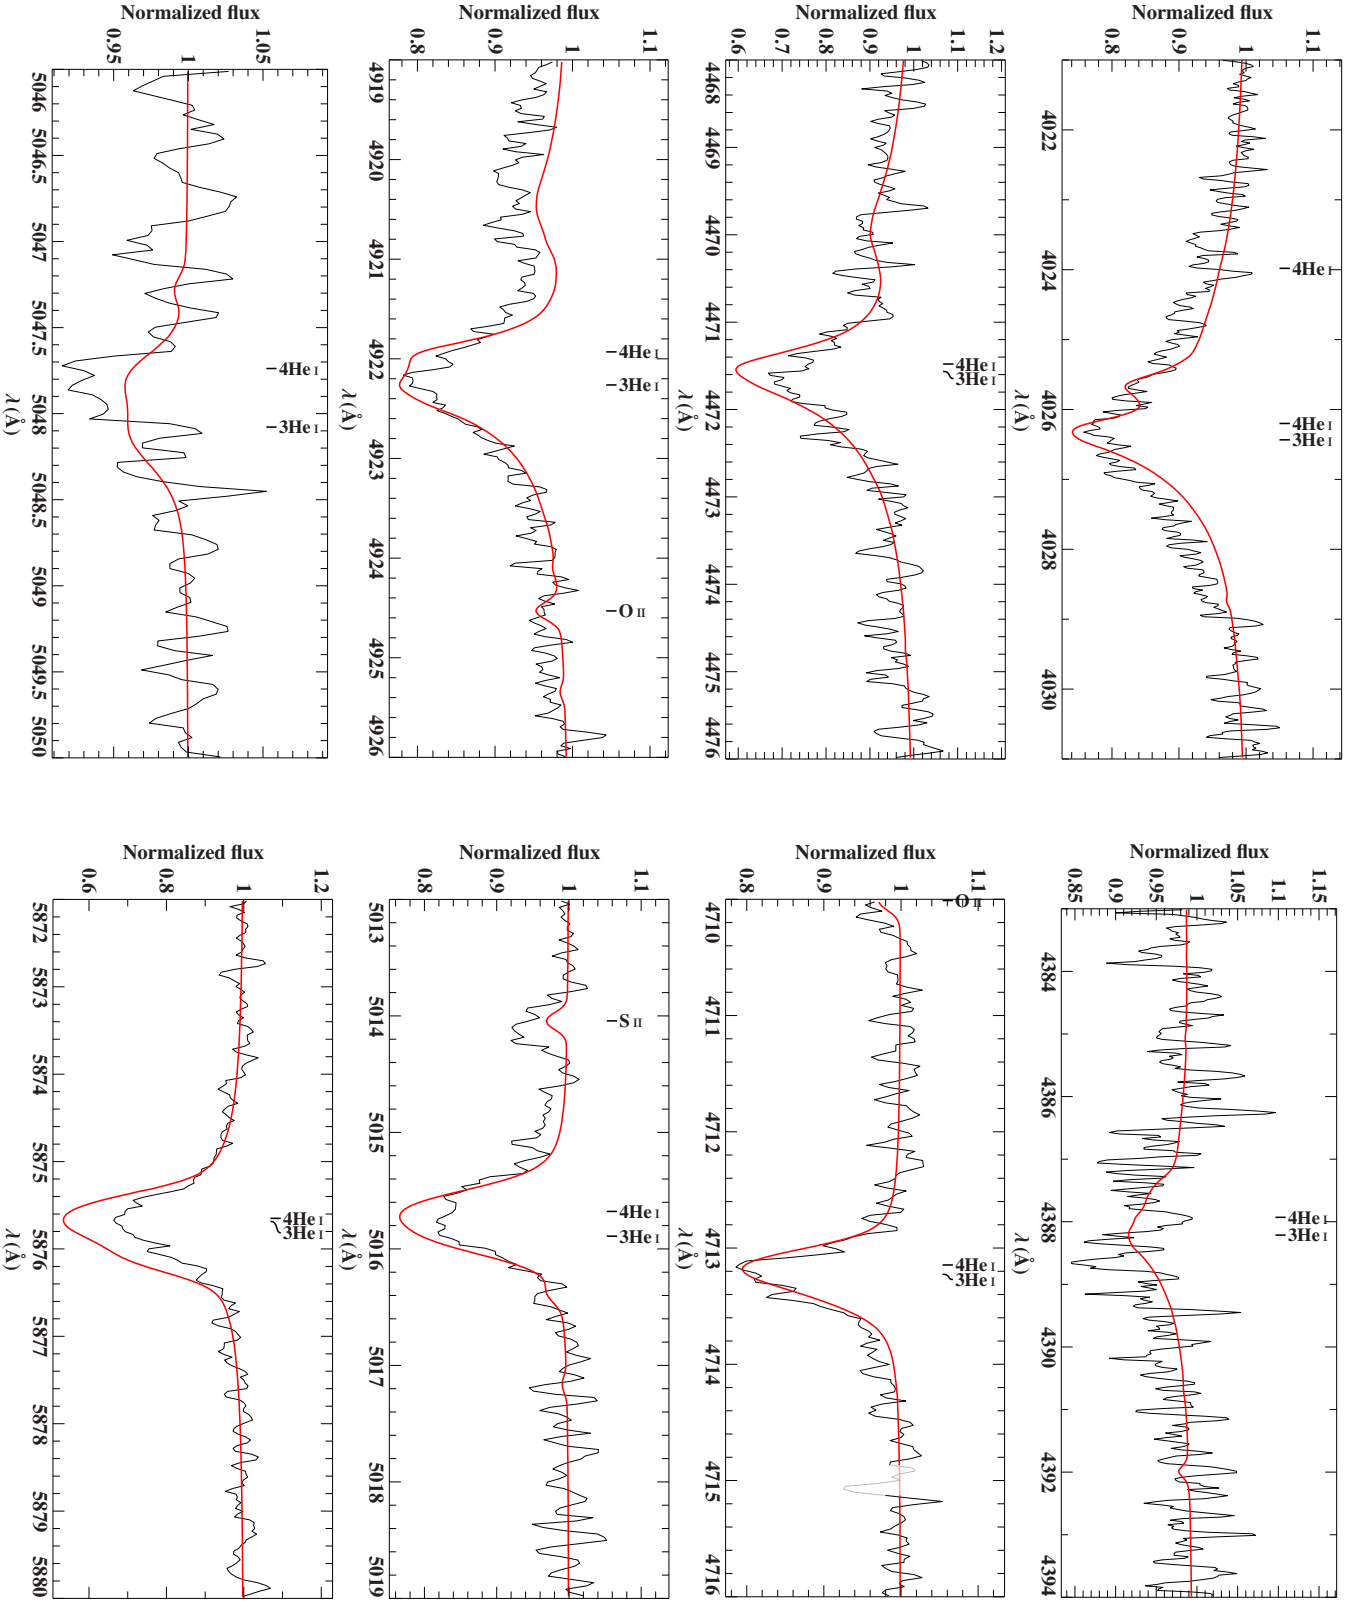 Normalized flux
0.8 0.9 1 1.1
4022 4024 4026 4028 4030
λ (Å)
4He I
4He I
3He I
Normalized flux
0.85 0.9 0.95 1 1.05 1.1 1.15
4384 4386 4388 4390 4392 4394
λ (Å)
4He I
3He I
Normalized flux
0.6 0.7 0.8 0.9 1 1.1 1.2
4468 4469 4470 4471 4472 4473 4474 4475 4476
λ (Å)
4He I
3He I
Normalized flux
0.8 0.9 1 1.1
4710 4711 4712 4713 4714 4715 4716
λ (Å)
O II
4He I
3He I
Normalized flux
0.8 0.9 1 1.1
4919 4920 4921 4922 4923 4924 4925 4926
λ (Å)
4He I
3He I
O II
Normalized flux
0.8 0.9 1 1.1
5013 5014 5015 5016 5017 5018 5019
λ (Å)
S II
4He I
3He I
Normalized flux
0.95 1 1.05
5046 5046.5 5047 5047.5 5048 5048.5 5049 5049.5 5050
λ (Å)
4He I
3He I
Normalized flux
0.6 0.8 1 1.2
5872 5873 5874 5875 5876 5877 5878 5879 5880
λ (Å)
4He I
3He I